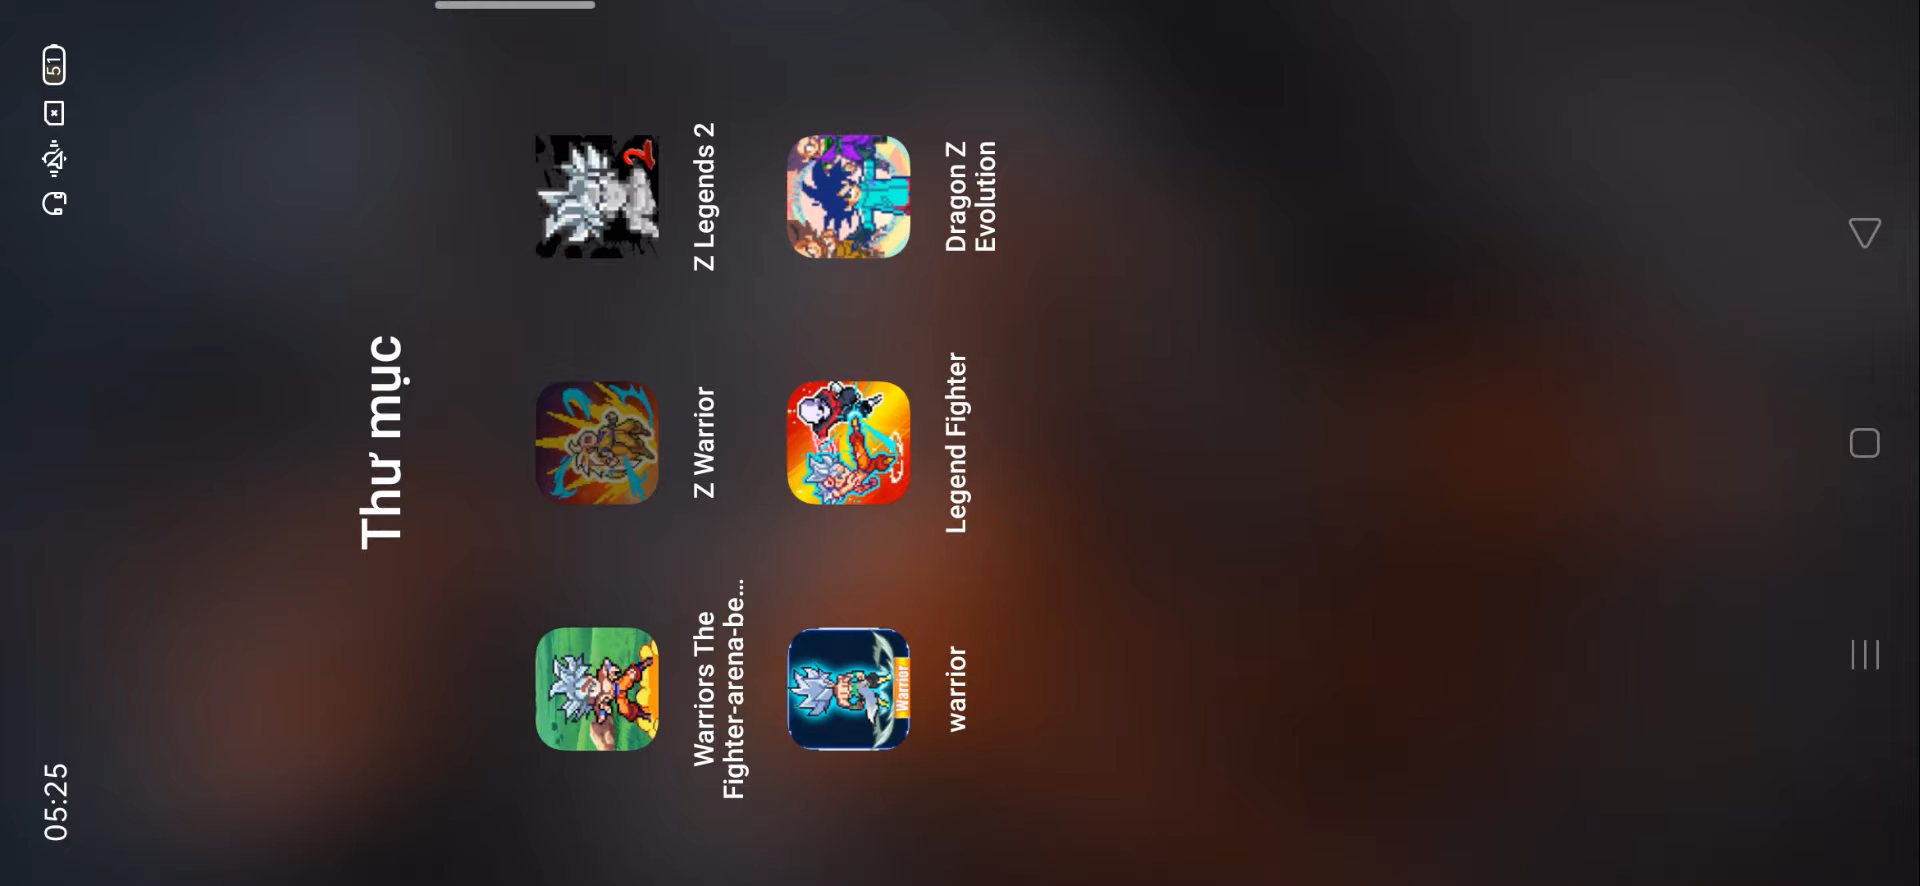 05:25
51
Thư mục
Warriors The
Fighter-arena-be...
Z Warrior
2
Z Legends 2
Warrior
warrior
Legend Fighter
Dragon Z
Evolution